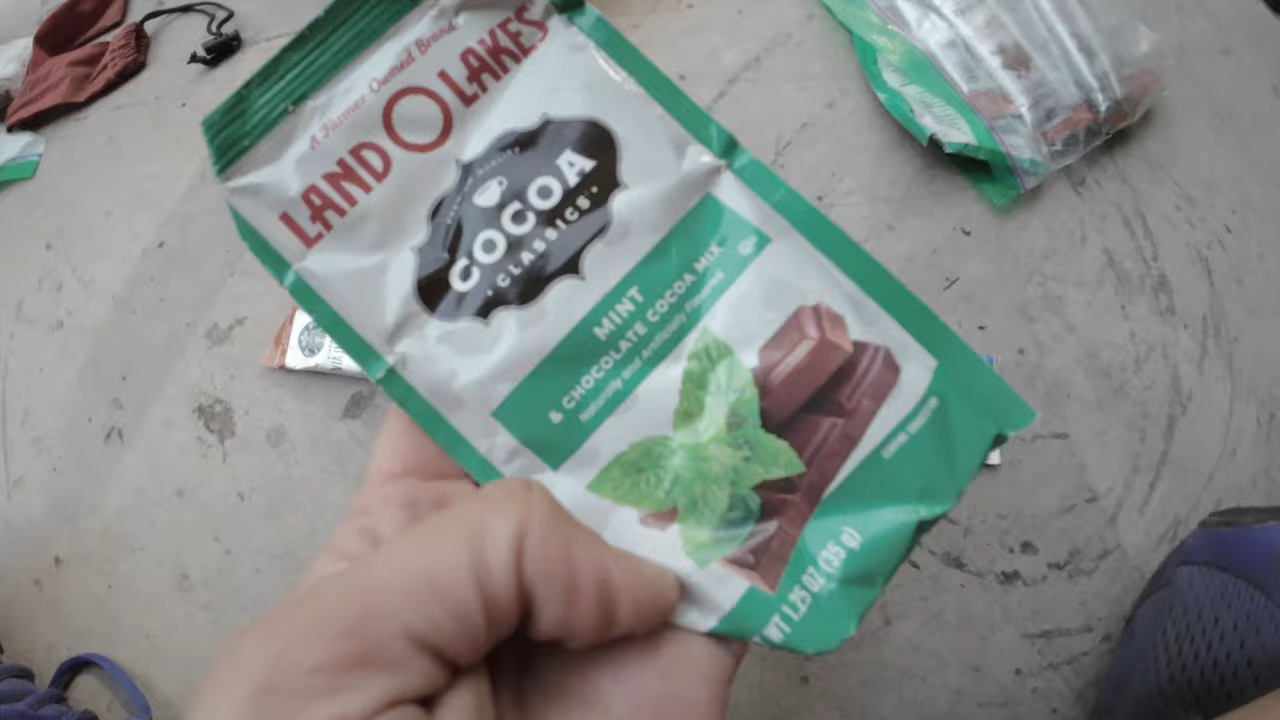 A Farmer Owned Brand
LAND O LAKES
COCOA
CLASSICS
MINT
& CHOCOLATE COCOA MIX
Naturally and Artificially Flavored
WT 1.25 OZ (35 g)